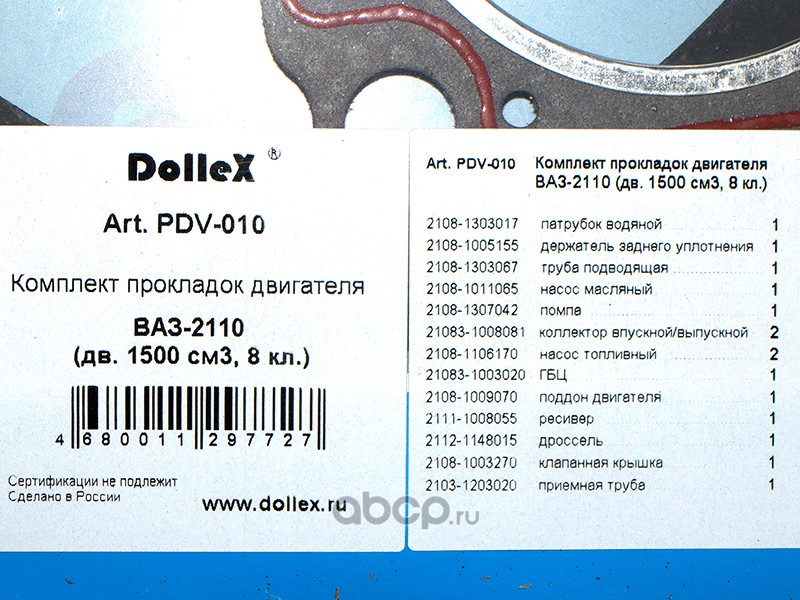 DolleX ®
Art. PDV-010
Комплект прокладок двигателя
ВАЗ-2110
(дв. 1500 см3, 8 кл.)
4 680011 297727
Сертификации не подлежит
Сделано в России
www.dollex.ru
Art. PDV-010 Комплект прокладок двигателя
ВАЗ-2110 (дв. 1500 см3, 8 кл.)
2108-1303017 патрубок водяной 1
2108-1005155 держатель заднего уплотнения 1
2108-1303067 труба подводящая 1
2108-1011065 насос масляный 1
2108-1307042 помпа 1
21083-1008081 коллектор впускной/выпускной 2
2108-1106170 насос топливный 2
21083-1003020 ГБЦ 1
2108-1009070 поддон двигателя 1
2111-1008055 ресивер 1
2112-1148015 дроссель 1
2108-1003270 клапанная крышка 1
2103-1203020 приемная труба 1
abcp.ru